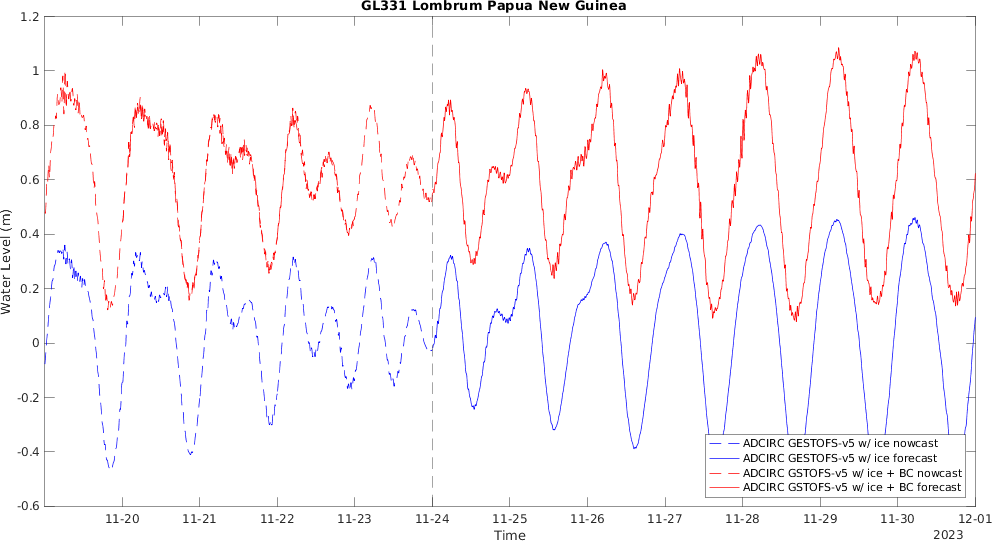 GL331 Lombrum Papua New Guinea
1.2
1
0.8
0.6
0.4
0.2
0
-0.2
-0.4
-0.6
Water Level (m)
ADCIRC GESTOFS-v5 w/ ice nowcast
ADCIRC GESTOFS-v5 w/ ice forecast
ADCIRC GSTOFS-v5 w/ ice + BC nowcast
ADCIRC GSTOFS-v5 w/ ice + BC forecast
11-20 11-21 11-22 11-23 11-24 11-25 11-26 11-27 11-28 11-29 11-30 12-01
Time
2023